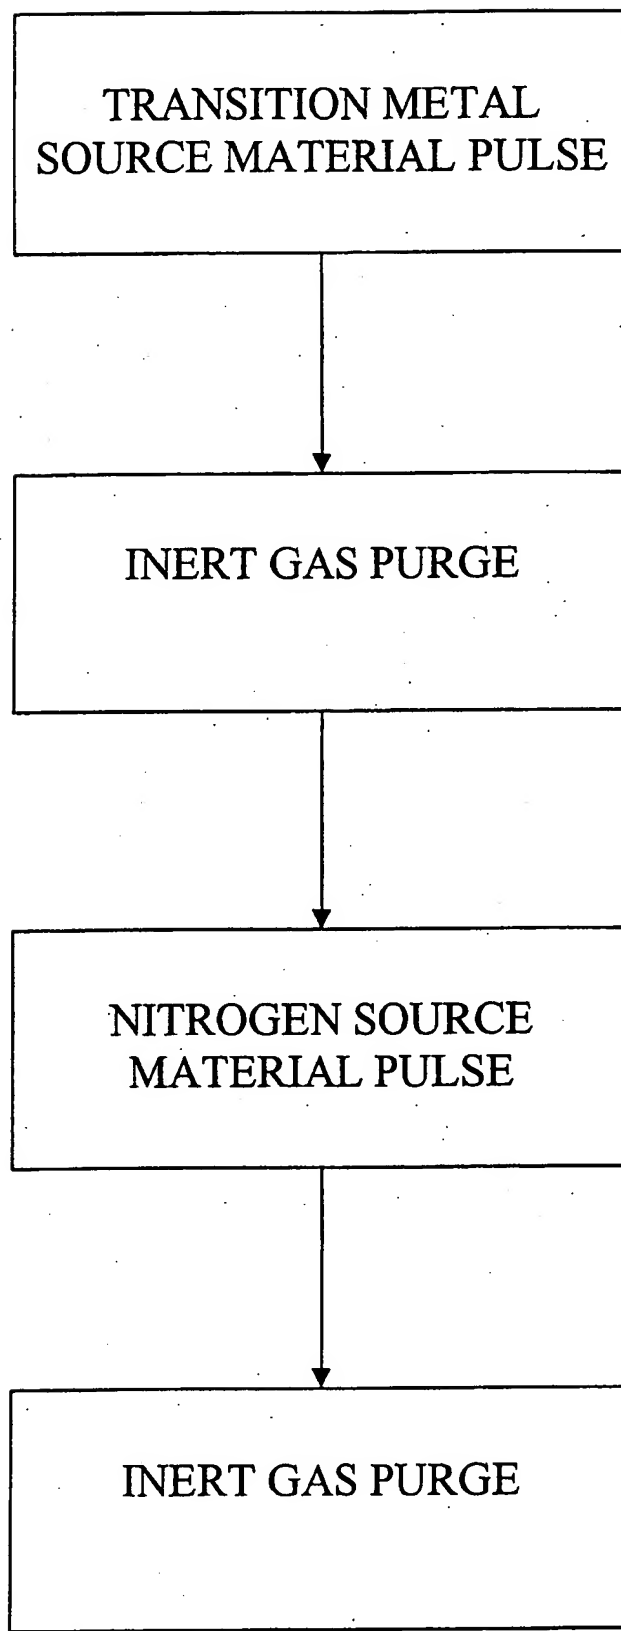 TRANSITION METAL
SOURCE MATERIAL PULSE
INERT GAS PURGE
NITROGEN SOURCE
MATERIAL PULSE
INERT GAS PURGE